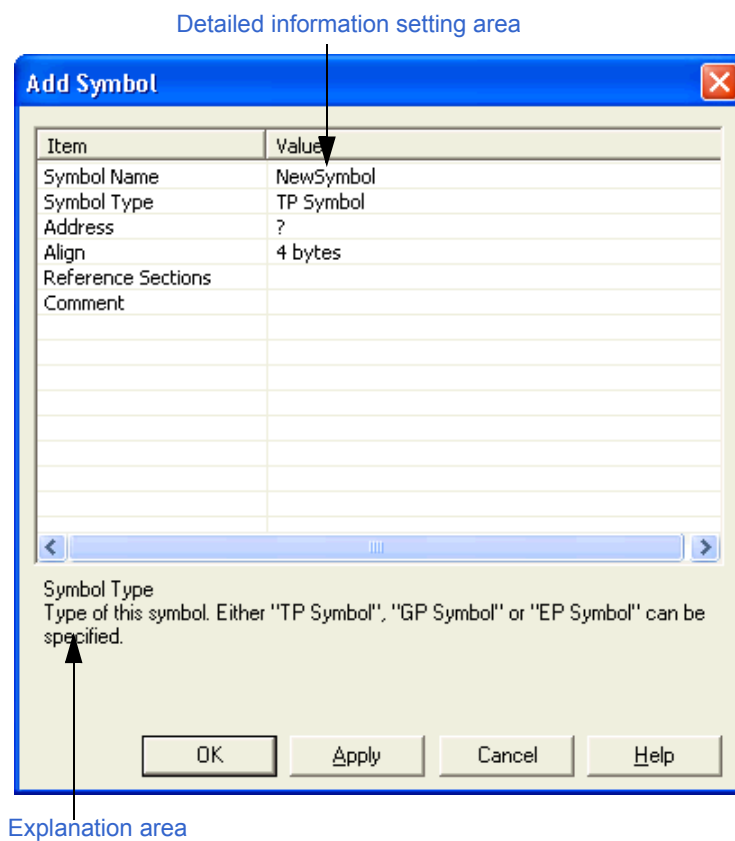 Detailed information setting area
Add Symbol
Item Value
Symbol Name NewSymbol
Symbol Type TP Symbol
Address ?
Align 4 bytes
Reference Sections
Comment
Symbol Type
Type of this symbol. Either "TP Symbol", "GP Symbol" or "EP Symbol" can be
specified.
OK Apply Cancel Help
Explanation area